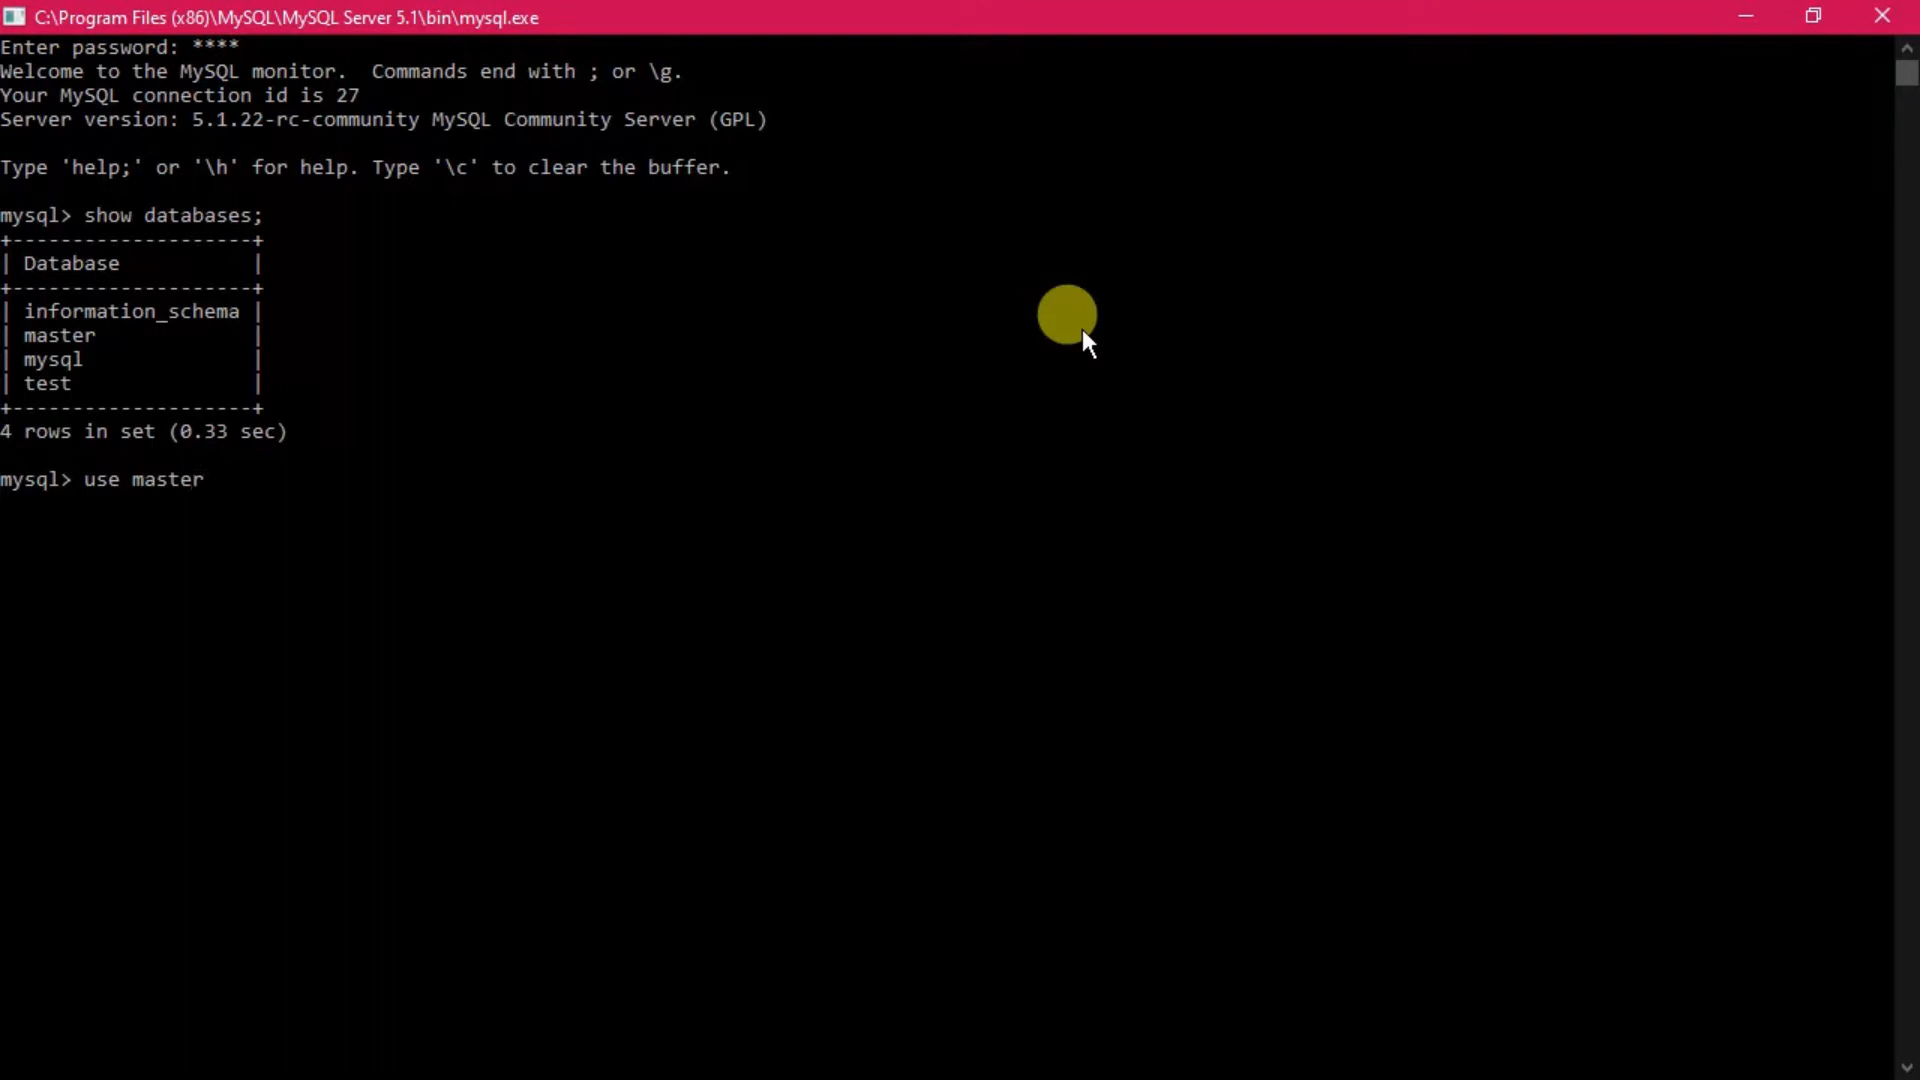 C:\Program Files (x86)\MySQL\MySQL Server 5.1\bin\mysql.exe
Enter password: ****
Welcome to the MySQL monitor.  Commands end with ; or \g.
Your MySQL connection id is 27
Server version: 5.1.22-rc-community MySQL Community Server (GPL)
Type 'help;' or '\h' for help. Type '\c' to clear the buffer.
mysql> show databases;
+--------------------+
| Database           |
+--------------------+
| information_schema |
| master             |
| mysql              |
| test               |
+--------------------+
4 rows in set (0.33 sec)
mysql> use master